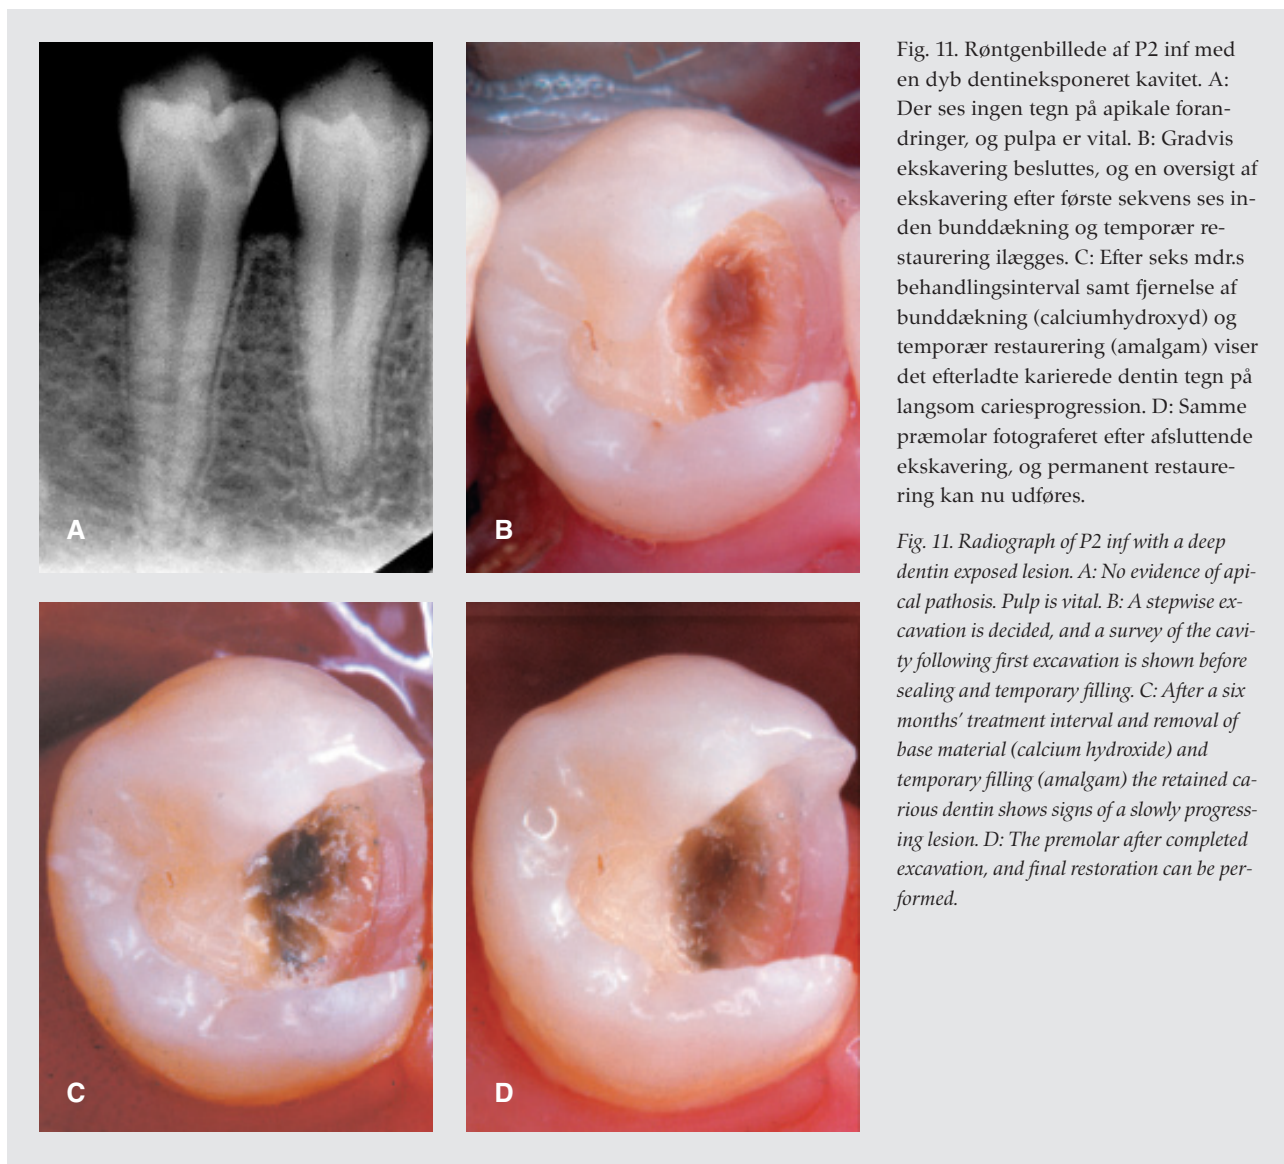 A
B
C
D
Fig. 11. Røntgenbillede af P2 inf med
en dyb dentineksponeret kavitet. A:
Der ses ingen tegn på apikale foran-
dringer, og pulpa er vital. B: Gradvis
ekskavering besluttes, og en oversigt af
ekskavering efter første sekvens ses in-
den bunddækning og temporær re-
staurering ilægges. C: Efter seks mdr.s
behandlingsinterval samt fjernelse af
bunddækning (calciumhydroxyd) og
temporær restaurering (amalgam) viser
det efterladte karierede dentin tegn på
langsom cariesprogression. D: Samme
præmolar fotograferet efter afsluttende
ekskavering, og permanent restaure-
ring kan nu udføres.
Fig. 11. Radiograph of P2 inf with a deep
dentin exposed lesion. A: No evidence of api-
cal pathosis. Pulp is vital. B: A stepwise ex-
cavation is decided, and a survey of the cavi-
ty following first excavation is shown before
sealing and temporary filling. C: After a six
months' treatment interval and removal of
base material (calcium hydroxide) and
temporary filling (amalgam) the retained ca-
rious dentin shows signs of a slowly progress-
ing lesion. D: The premolar after completed
excavation, and final restoration can be per-
formed.